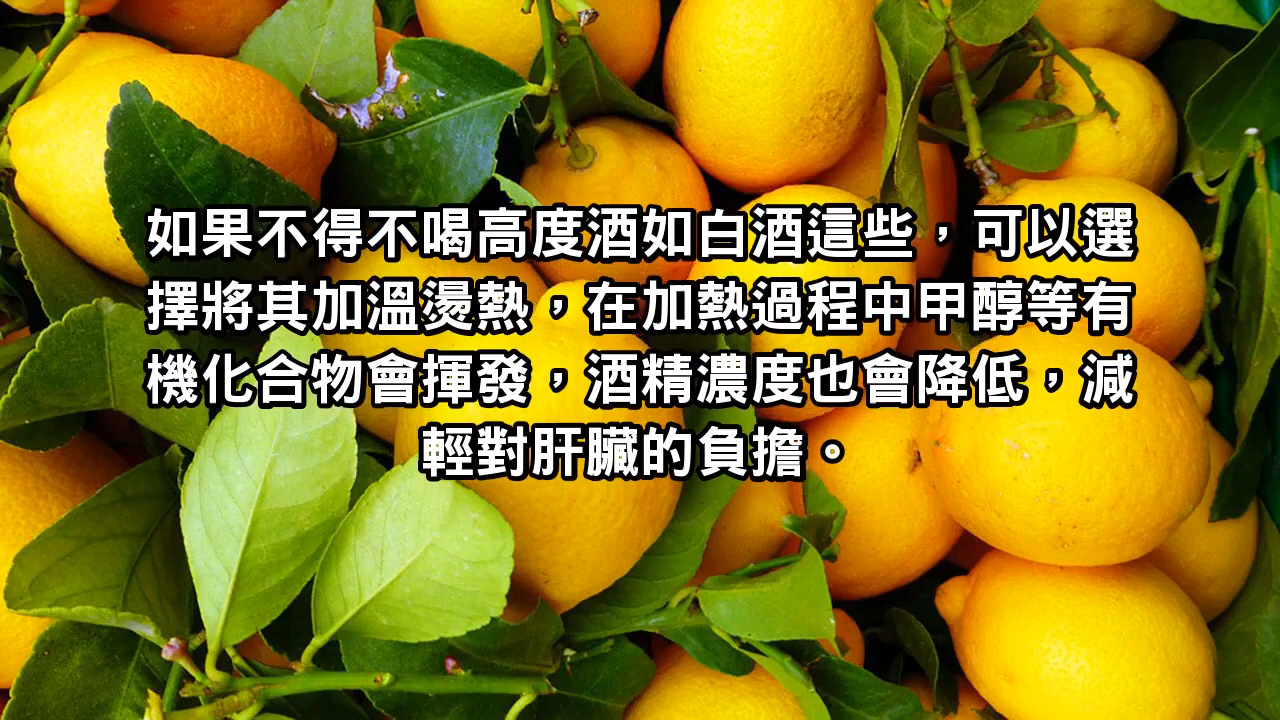 如果不得不喝高度酒如白酒這些，可以選
擇將其加溫燙熱，在加熱過程中甲醇等有
機化合物會揮發，酒精濃度也會降低，減
輕對肝臟的負擔。